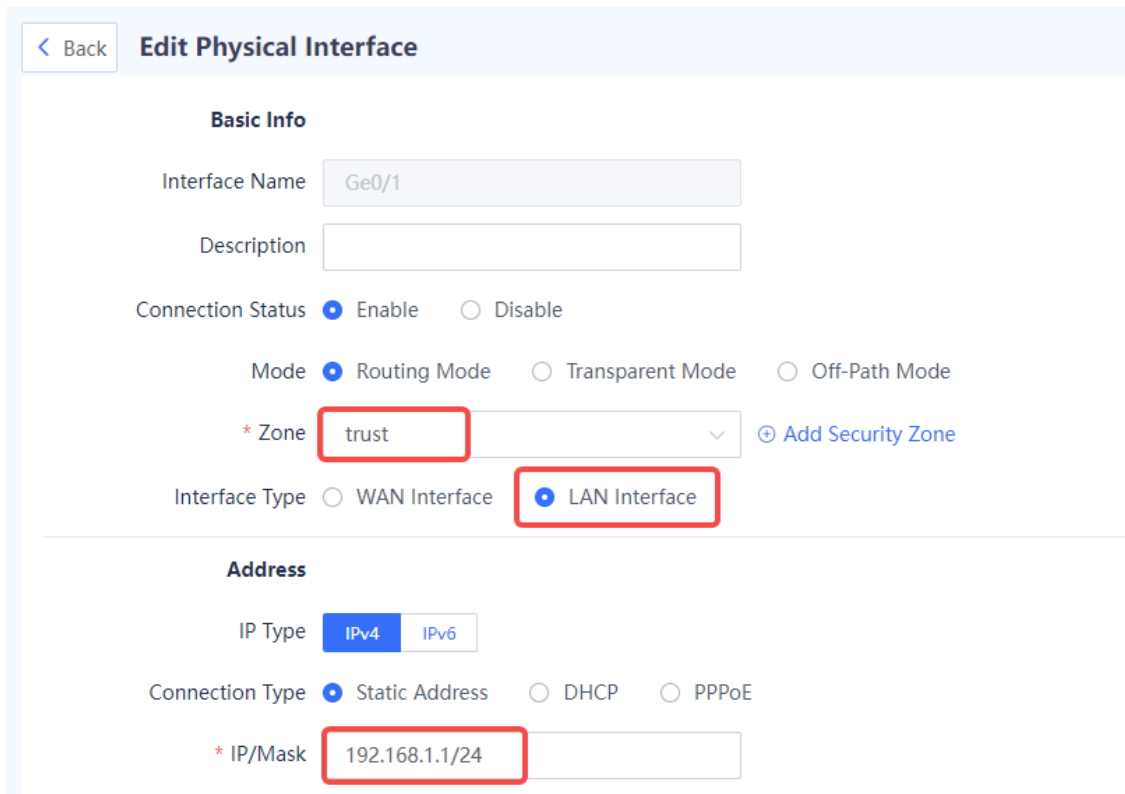 Back Edit Physical Interface
Basic Info
Interface Name Ge0/1
Description
Connection Status Enable Disable
Mode Routing Mode Transparent Mode Off-Path Mode
* Zone trust Add Security Zone
Interface Type WAN Interface LAN Interface
Address
IP Type IPv4 IPv6
Connection Type Static Address DHCP PPPoE
* IP/Mask 192.168.1.1/24